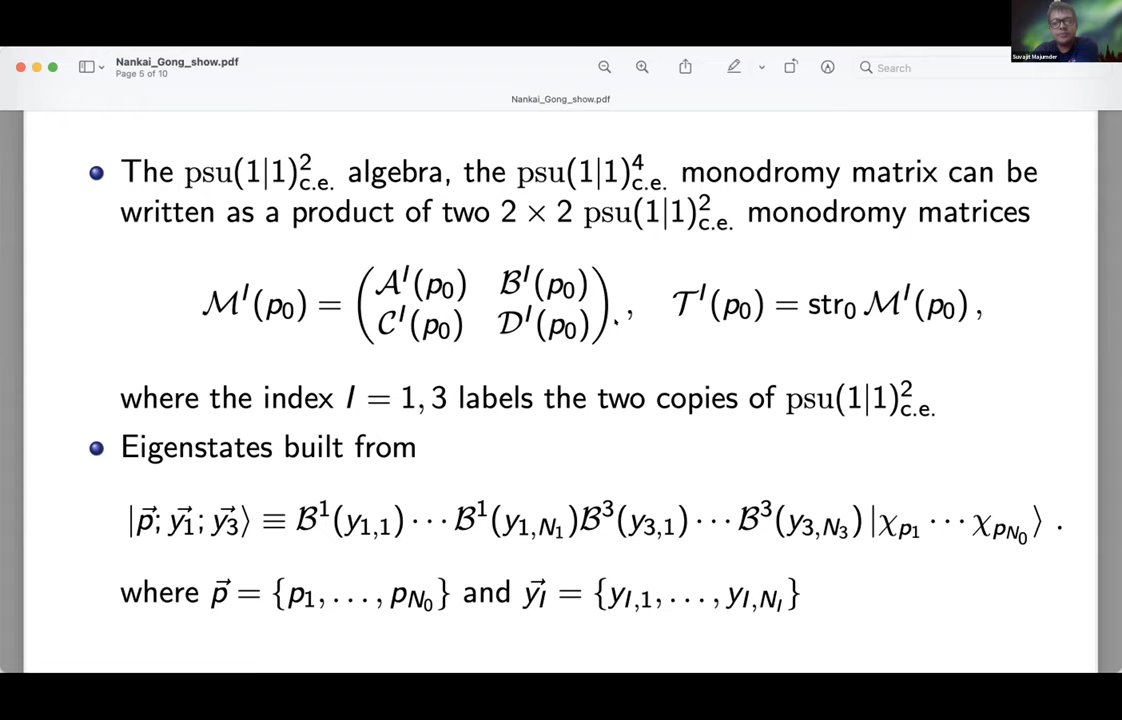 Suvajit Majumder
Nankai_Gong_show.pdf
Page 5 of 10
Search
Nankai_Gong_show.pdf
• The psu(1|1)²c.e. algebra, the psu(1|1)⁴c.e. monodromy matrix can be
written as a product of two 2 × 2 psu(1|1)²c.e. monodromy matrices
ℳᴵ(p₀) = (𝒜ᴵ(p₀) ℬᴵ(p₀) 𝒞ᴵ(p₀) 𝒟ᴵ(p₀)) , 𝒯ᴵ(p₀) = str₀ ℳᴵ(p₀) ,
where the index I = 1, 3 labels the two copies of psu(1|1)²c.e.
• Eigenstates built from
|p⃗; y⃗₁; y⃗₃⟩ ≡ ℬ¹(y₁,₁) ··· ℬ¹(y₁,N₁)ℬ³(y₃,₁) ··· ℬ³(y₃,N₃)|χp₁ ··· χpN₀⟩ .
where p⃗ = {p₁, . . . , pN₀} and y⃗I = {yI,₁, . . . , yI,NI}